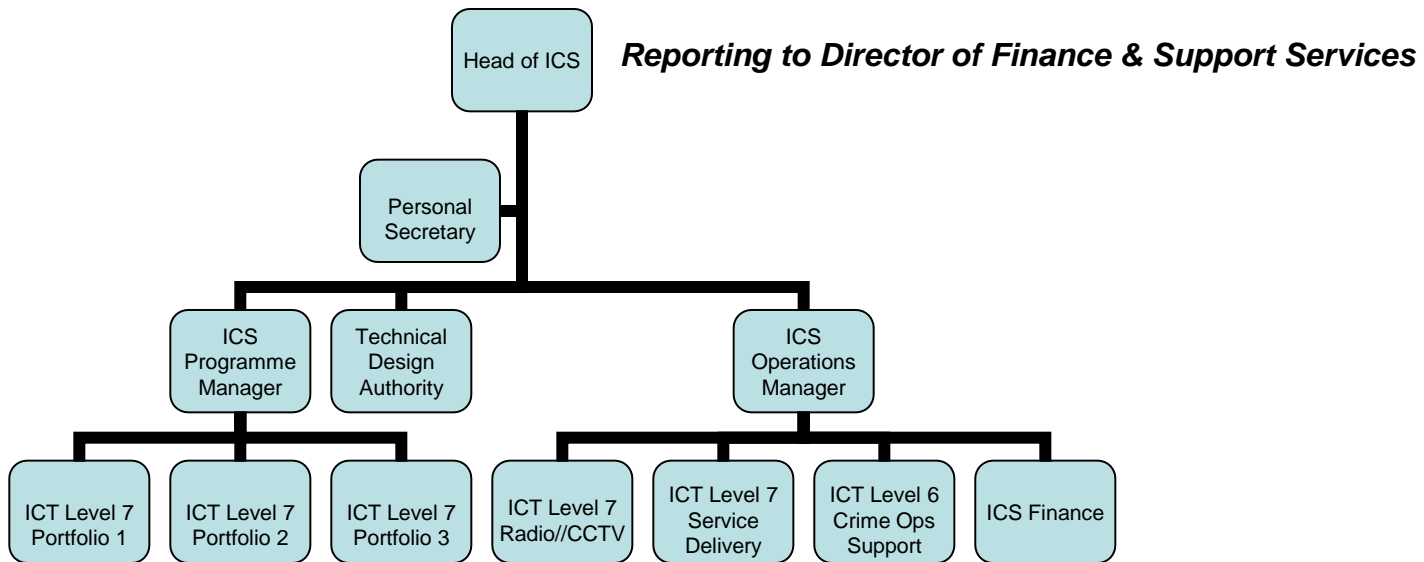 Head of ICS
Reporting to Director of Finance & Support Services
Personal
Secretary
ICS
Programme
Manager
Technical
Design
Authority
ICS
Operations
Manager
ICT Level 7
Portfolio 1
ICT Level 7
Portfolio 2
ICT Level 7
Portfolio 3
ICT Level 7
Radio//CCTV
ICT Level 7
Service
Delivery
ICT Level 6
Crime Ops
Support
ICS Finance